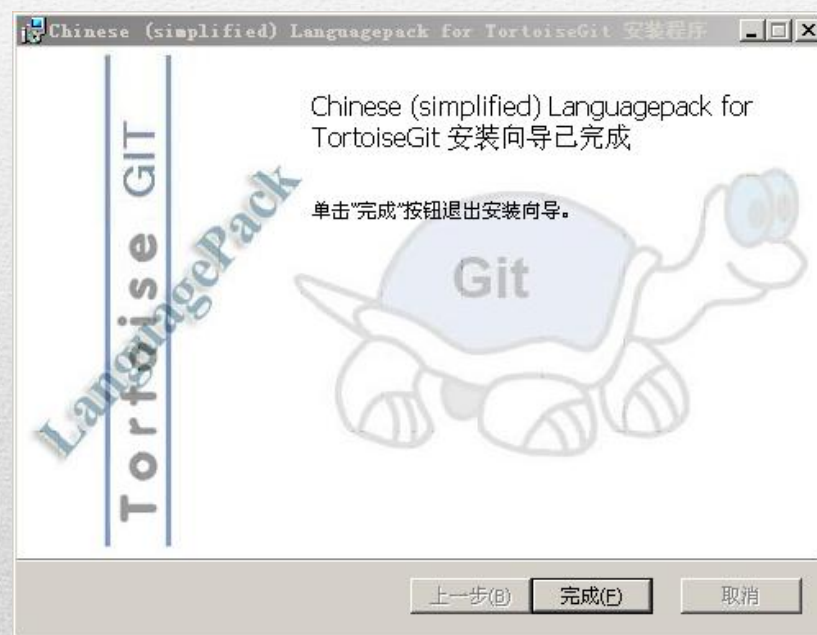 Chinese (simplified) Languagepack for TortoiseGit 安装程序
Chinese (simplified) Languagepack for
TortoiseGit 安装向导已完成
单击"完成"按钮退出安装向导。
Git
Tortoise GIT
LanguagePack
上一步(B)
完成(F)
取消